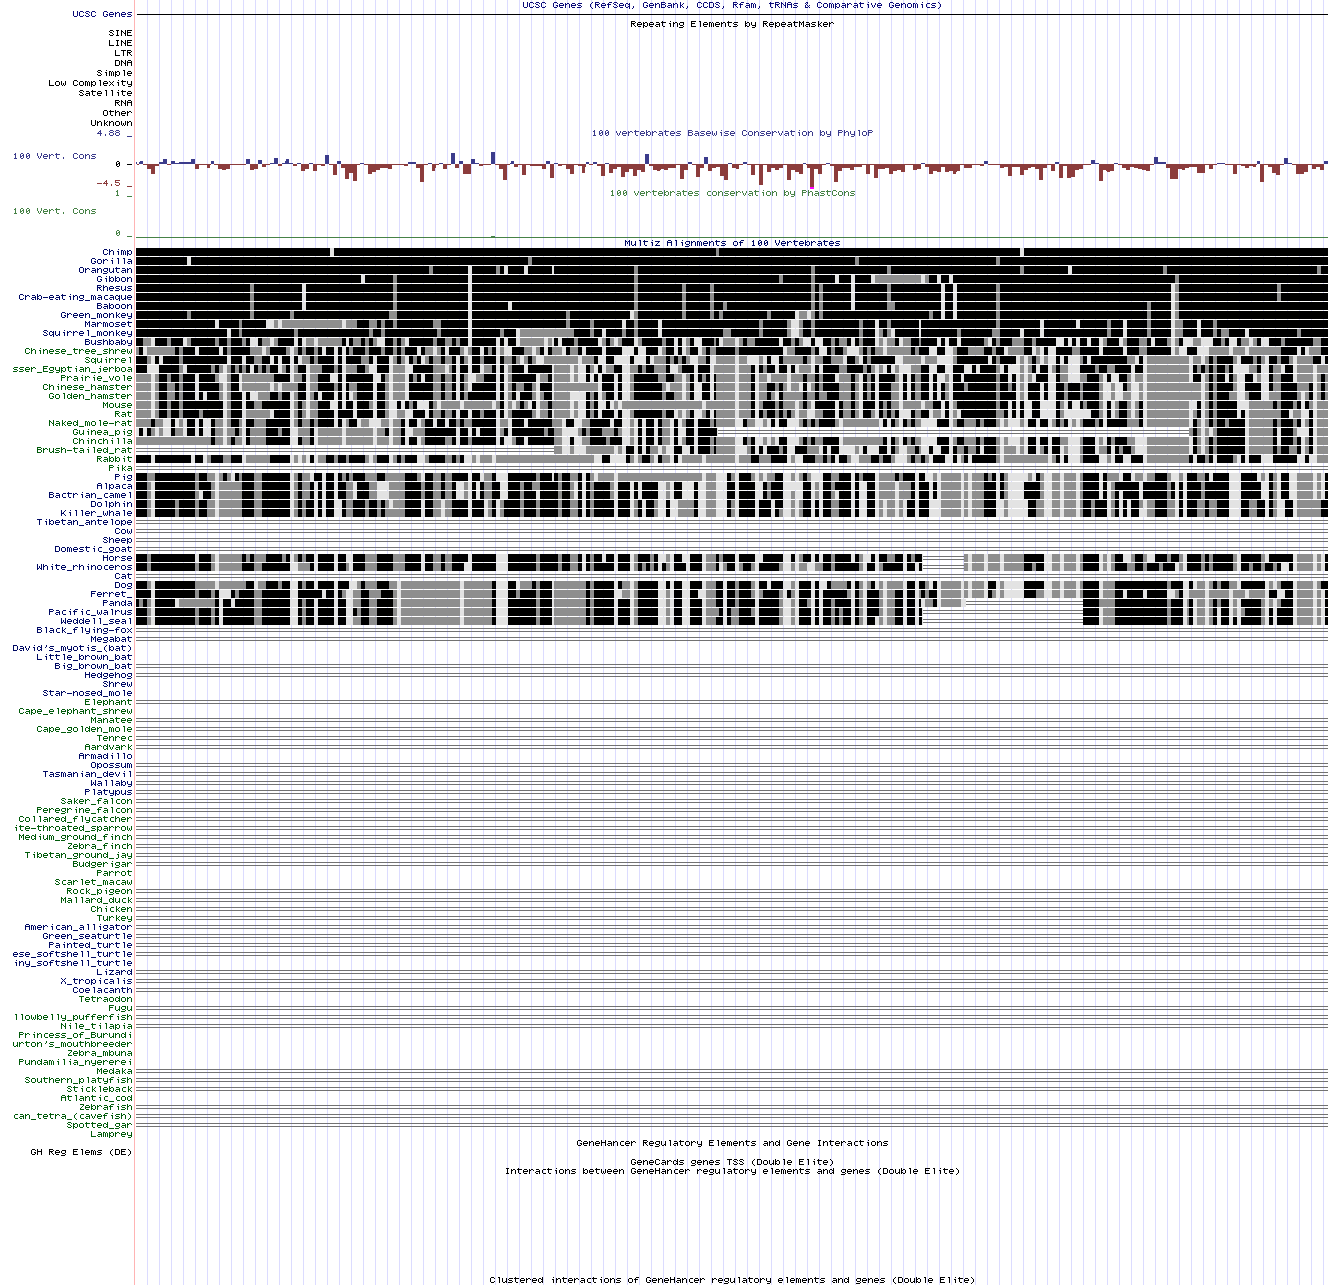 UCSC Genes (RefSeq, GenBank, CCDS, Rfam, tRNAs & Comparative Genomics)
UCSC Genes
Repeating Elements by RepeatMasker
SINE
LINE
LTR
DNA
Simple
Low Complexity
Satellite
RNA
Other
Unknown
4.88 _
100 vertebrates Basewise Conservation by PhyloP
100 Vert. Cons
0 -
-4.5 _
100 vertebrates conservation by PhastCons
1 _
100 Vert. Cons
0 _
Multiz Alignments of 100 Vertebrates
Chimp
Gorilla
Orangutan
Gibbon
Rhesus
Crab-eating_macaque
Baboon
Green_monkey
Marmoset
Squirrel_monkey
Bushbaby
Chinese_tree_shrew
Squirrel
sser_Egyptian_jerboa
Prairie_vole
Chinese_hamster
Golden_hamster
Mouse
Rat
Naked_mole-rat
Guinea_pig
Chinchilla
Brush-tailed_rat
Rabbit
Pika
Pig
Alpaca
Bactrian_camel
Dolphin
Killer_whale
Tibetan_antelope
Cow
Sheep
Domestic_goat
Horse
White_rhinoceros
Cat
Dog
Ferret_
Panda
Pacific_walrus
Weddell_seal
Black_flying-fox
Megabat
David's_myotis_(bat)
Little_brown_bat
Big_brown_bat
Hedgehog
Shrew
Star-nosed_mole
Elephant
Cape_elephant_shrew
Manatee
Cape_golden_mole
Tenrec
Aardvark
Armadillo
Opossum
Tasmanian_devil
Wallaby
Platypus
Saker_falcon
Peregrine_falcon
Collared_flycatcher
ite-throated_sparrow
Medium_ground_finch
Zebra_finch
Tibetan_ground_jay
Budgerigar
Parrot
Scarlet_macaw
Rock_pigeon
Mallard_duck
Chicken
Turkey
American_alligator
Green_seaturtle
Painted_turtle
ese_softshell_turtle
iny_softshell_turtle
Lizard
X_tropicalis
Coelacanth
Tetraodon
Fugu
llowbelly_pufferfish
Nile_tilapia
Princess_of_Burundi
urton's_mouthbreeder
Zebra_mbuna
Pundamilia_nyererei
Medaka
Southern_platyfish
Stickleback
Atlantic_cod
Zebrafish
can_tetra_(cavefish)
Spotted_gar
Lamprey
GeneHancer Regulatory Elements and Gene Interactions
GH Reg Elems (DE)
GeneCards genes TSS (Double Elite)
Interactions between GeneHancer regulatory elements and genes (Double Elite)
Clustered interactions of GeneHancer regulatory elements and genes (Double Elite)